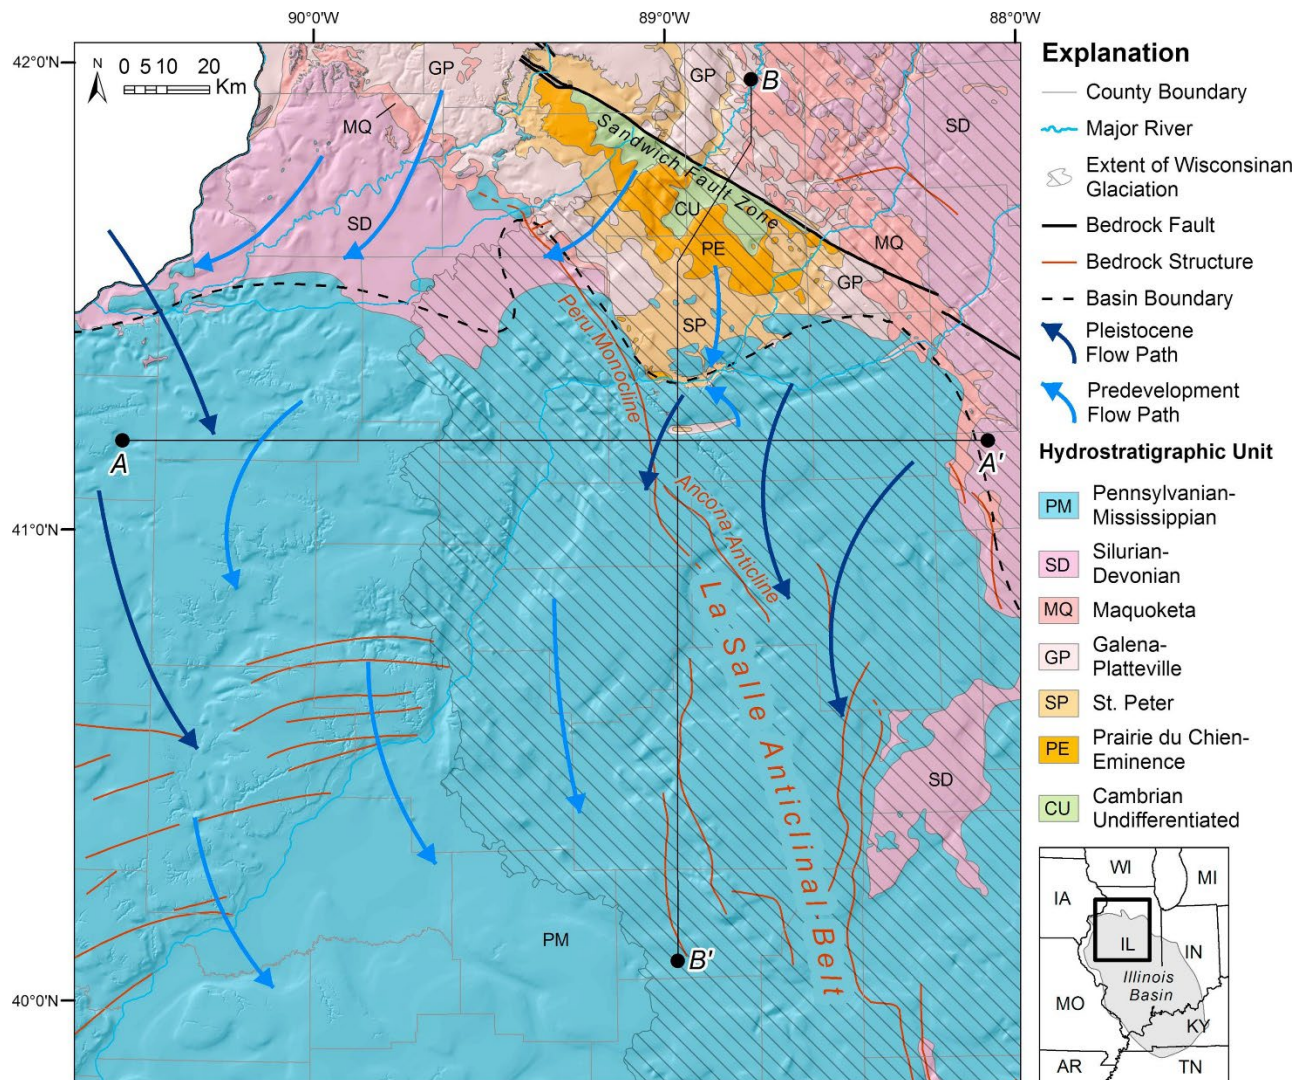 90°0'W
89°0'W
88°0'W
42°0'N
41°0'N
40°0'N
N
0 5 10 20
Km
GP
MQ
SD
GP
B
SD
Sandwich Fault Zone
CU
PE
MQ
GP
SP
Peru Monocline
A
A'
Ancona Anticline
La Salle Anticlinal Belt
SD
PM
B'
Explanation
County Boundary
Major River
Extent of Wisconsinan
Glaciation
Bedrock Fault
Bedrock Structure
Basin Boundary
Pleistocene
Flow Path
Predevelopment
Flow Path
Hydrostratigraphic Unit
PM Pennsylvanian-
Mississippian
SD Silurian-
Devonian
MQ Maquoketa
GP Galena-
Platteville
SP St. Peter
PE Prairie du Chien-
Eminence
CU Cambrian
Undifferentiated
WI
MI
IA
IL
IN
Illinois
Basin
MO
KY
AR
TN